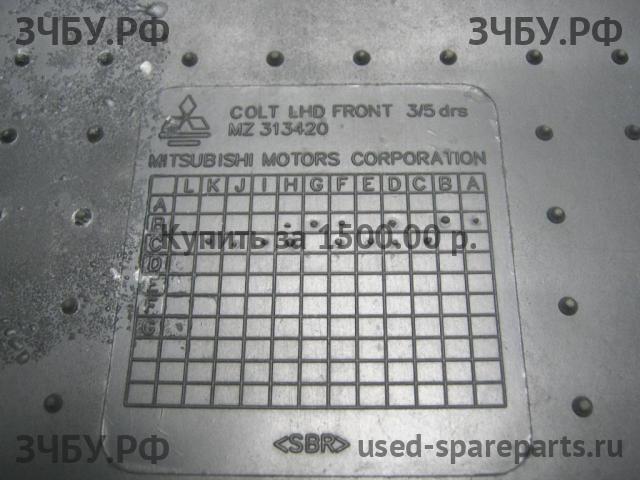 ЗЧБУ.РФ ЗЧБУ.РФ
COLT LHD FRONT 3/5 drs
MZ 313420
MITSUBISHI MOTORS CORPORATION
L K J I H G F E D C B A
A
B
Купить за 1500.00 р.
C
D
G
<SBR>
ЗЧБУ.РФ used-spareparts.ru